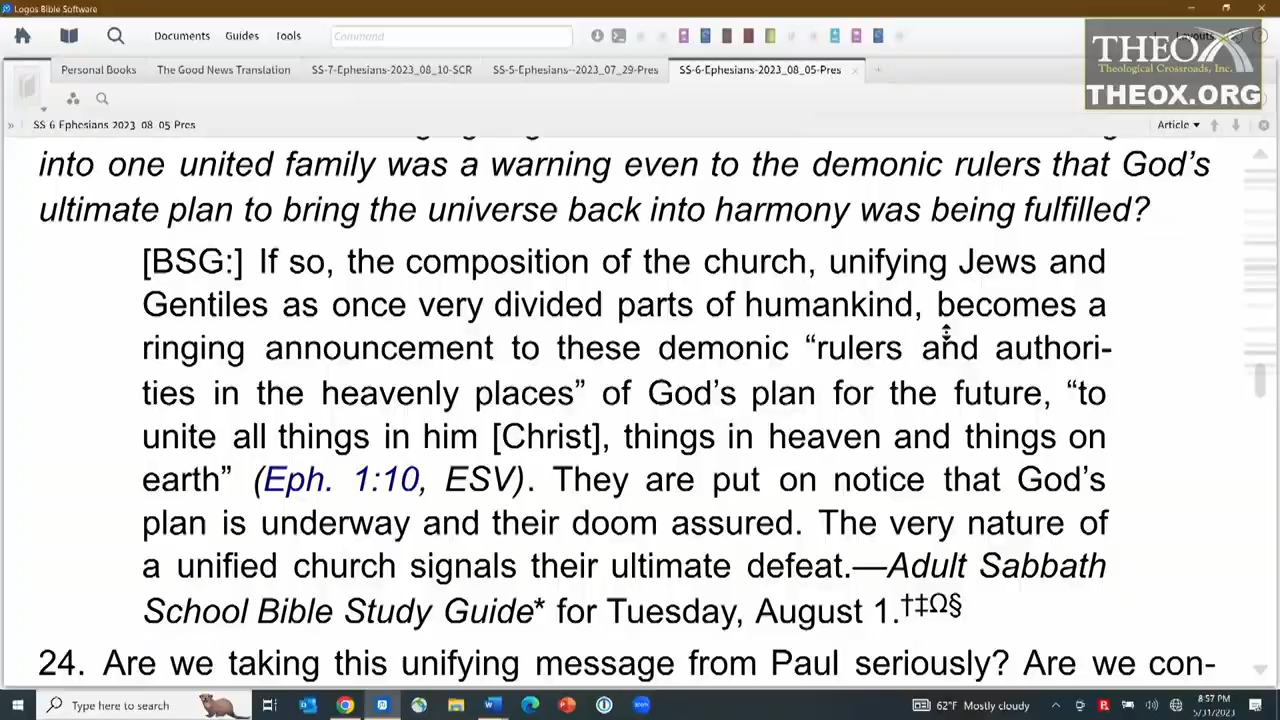 Logos Bible Software
Documents Guides Tools Command Layouts
THEOX
Theological Crossroads, Inc.
THEOX.ORG
Personal Books The Good News Translation SS-5-Ephesians--2023_07_29-Pres SS-6-Ephesians-2023_08_05-Pres
SS-6-Ephesians-2023_08_05-Pres Article
into one united family was a warning even to the demonic rulers that God’s
ultimate plan to bring the universe back into harmony was being fulfilled?
[BSG:] If so, the composition of the church, unifying Jews and
Gentiles as once very divided parts of humankind, becomes a
ringing announcement to these demonic “rulers and authori-
ties in the heavenly places” of God’s plan for the future, “to
unite all things in him [Christ], things in heaven and things on
earth” (Eph. 1:10, ESV). They are put on notice that God’s
plan is underway and their doom assured. The very nature of
a unified church signals their ultimate defeat.—Adult Sabbath
School Bible Study Guide* for Tuesday, August 1.†‡Ω§
24. Are we taking this unifying message from Paul seriously? Are we con-
Type here to search 62°F Mostly cloudy 8:57 PM
5/31/2023